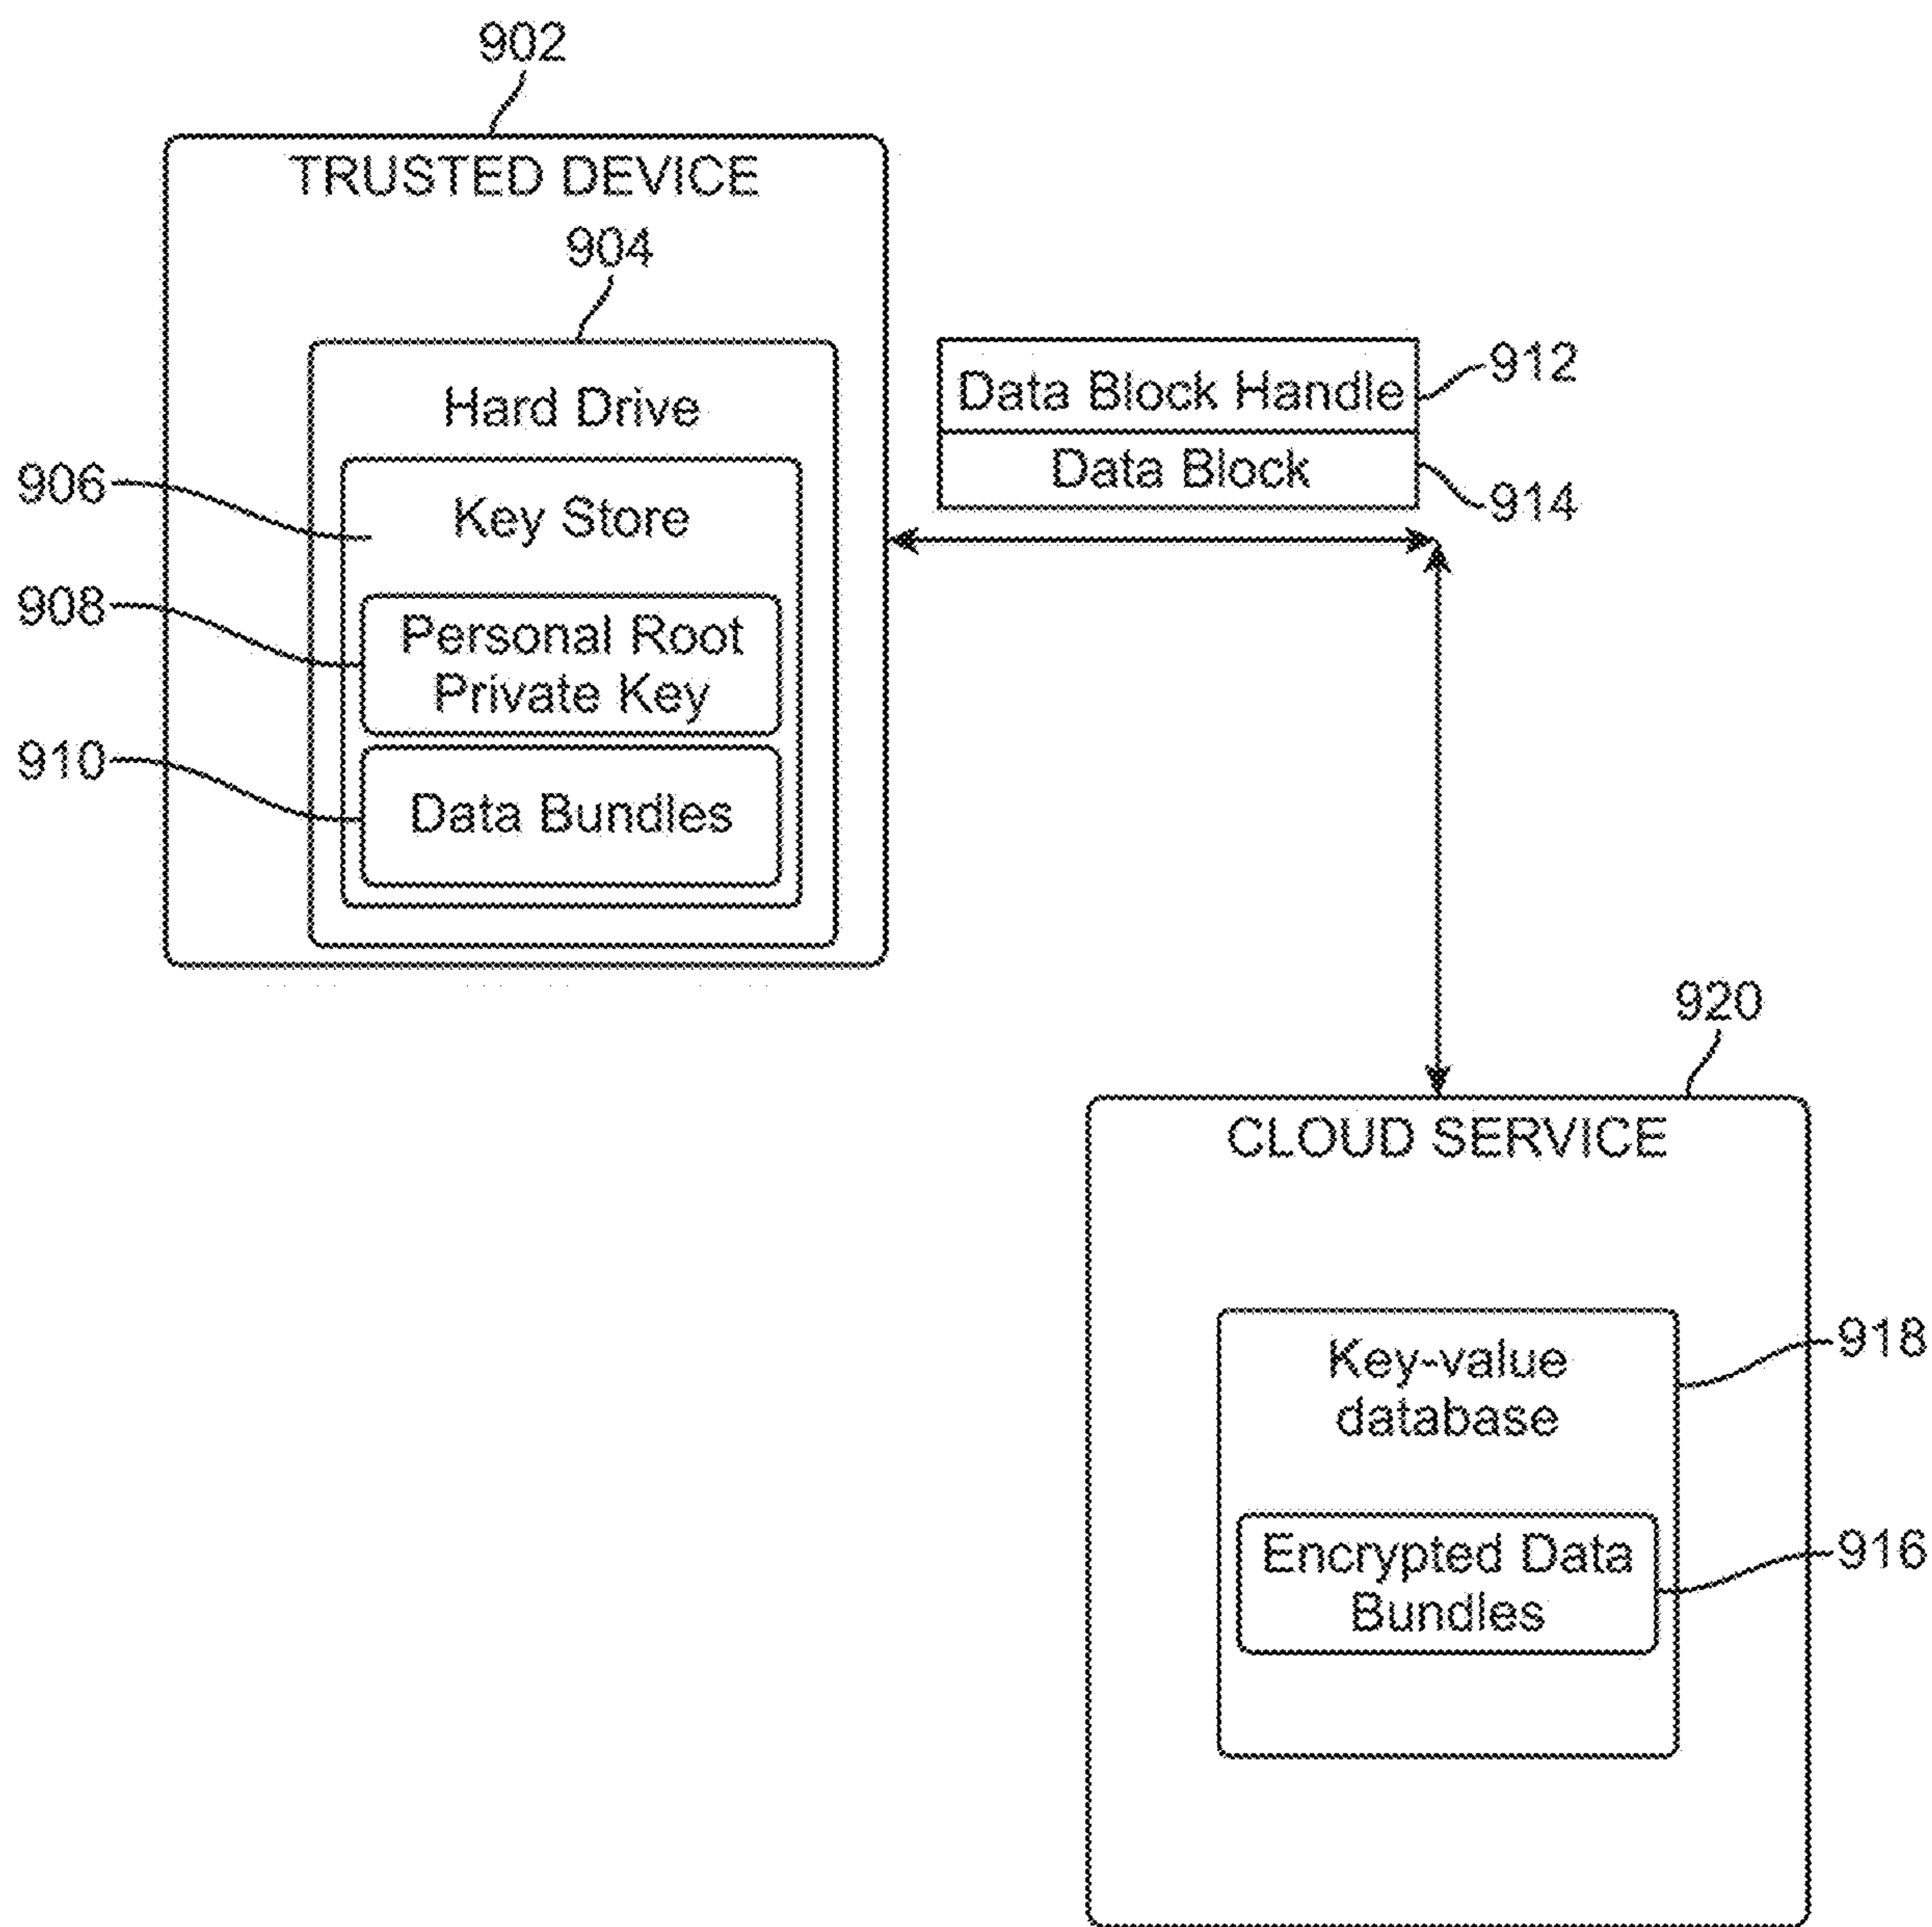 902
TRUSTED DEVICE
904
Hard Drive
906
Key Store
908
Personal Root
Private Key
910
Data Bundles
Data Block Handle
912
Data Block
914
920
CLOUD SERVICE
Key-value
database
918
Encrypted Data
Bundles
916